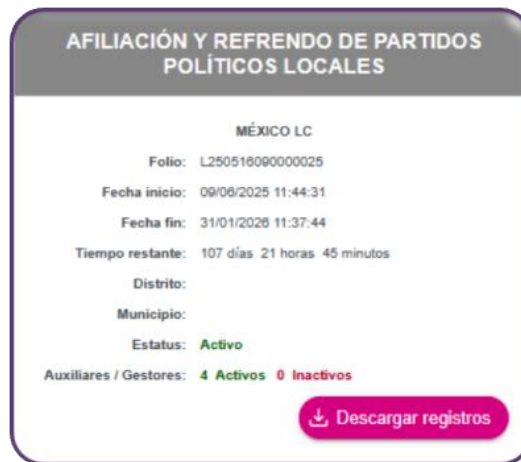 AFILIACIÓN Y REFRENDO DE PARTIDOS
POLÍTICOS LOCALES
MÉXICO LC
Folio: L250516090000025
Fecha inicio: 09/06/2025 11:44:31
Fecha fin: 31/01/2026 11:37:44
Tiempo restante: 107 días 21 horas 45 minutos
Distrito:
Municipio:
Estatus: Activo
Auxiliares / Gestores: 4 Activos 0 Inactivos
Descargar registros